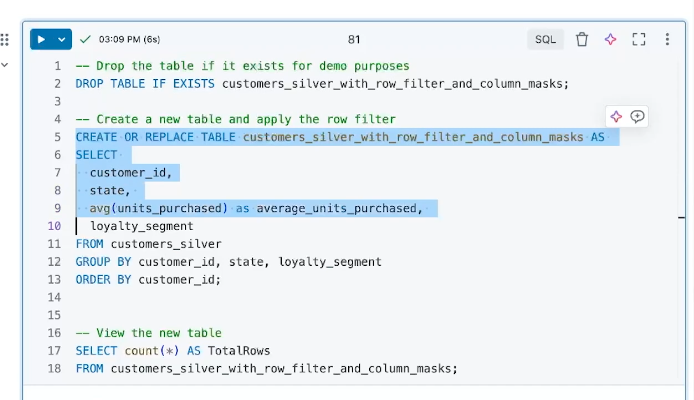 03:09 PM (6s)
81
SQL
1 -- Drop the table if it exists for demo purposes
2 DROP TABLE IF EXISTS customers_silver_with_row_filter_and_column_masks;
3
4 -- Create a new table and apply the row filter
5 CREATE OR REPLACE TABLE customers_silver_with_row_filter_and_column_masks AS
6 SELECT
7 customer_id,
8 state,
9 avg(units_purchased) as average_units_purchased,
10 loyalty_segment
11 FROM customers_silver
12 GROUP BY customer_id, state, loyalty_segment
13 ORDER BY customer_id;
14
15
16 -- View the new table
17 SELECT count(*) AS TotalRows
18 FROM customers_silver_with_row_filter_and_column_masks;